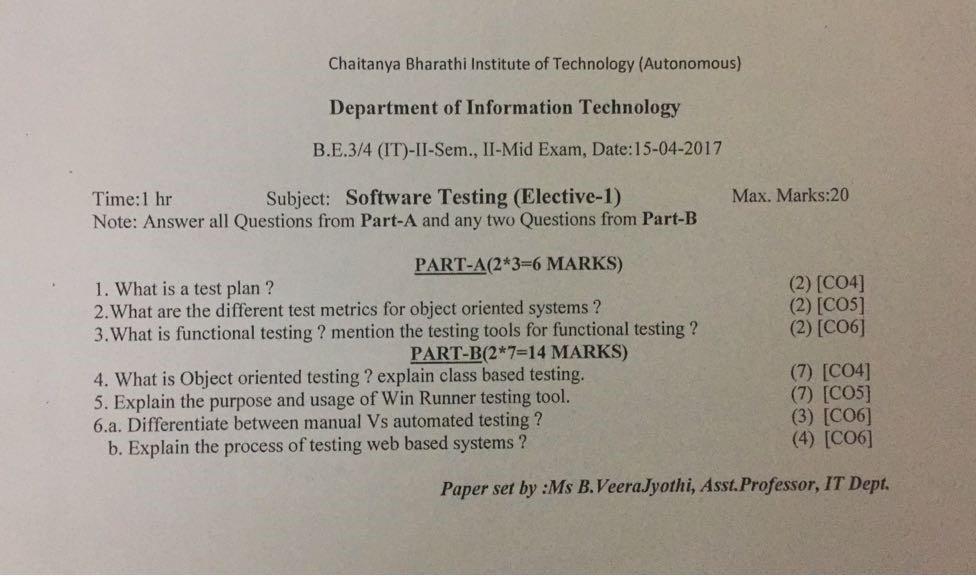 Chaitanya Bharathi Institute of Technology (Autonomous)
Department of Information Technology
B.E.3/4 (IT)-II-Sem., II-Mid Exam, Date:15-04-2017
Time:1 hr Subject: Software Testing (Elective-1) Max. Marks:20
Note: Answer all Questions from Part-A and any two Questions from Part-B
PART-A(2*3=6 MARKS)
1. What is a test plan ? (2) [CO4]
2.What are the different test metrics for object oriented systems ? (2) [CO5]
3.What is functional testing ? mention the testing tools for functional testing ? (2) [CO6]
PART-B(2*7=14 MARKS)
4. What is Object oriented testing ? explain class based testing. (7) [CO4]
5. Explain the purpose and usage of Win Runner testing tool. (7) [CO5]
6.a. Differentiate between manual Vs automated testing ? (3) [CO6]
b. Explain the process of testing web based systems ? (4) [CO6]
Paper set by :Ms B.VeeraJyothi, Asst.Professor, IT Dept.